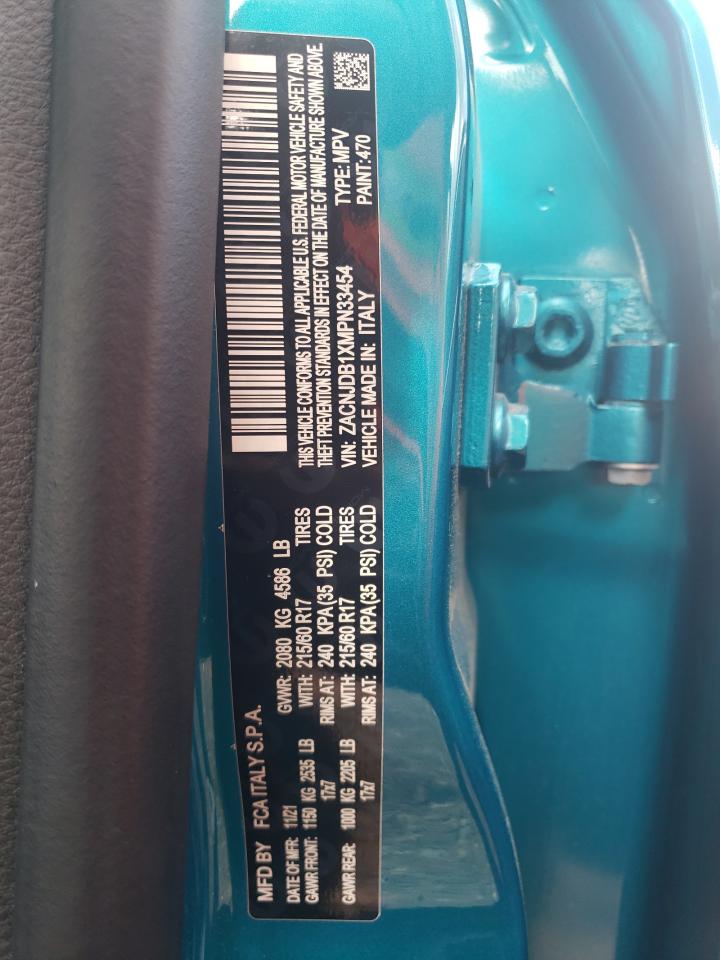 MFD BY FCA ITALY S.P.A.
DATE OF MFR: 11/21 GVWR: 2080 KG 4586 LB
GAWR FRONT: 1150 KG 2535 LB WITH: 215/60 R17 TIRES
17x7 RIMS AT: 240 KPA (35 PSI) COLD
GAWR REAR: 1000 KG 2205 LB WITH: 215/60 R17 TIRES
17x7 RIMS AT: 240 KPA (35 PSI) COLD
THIS VEHICLE CONFORMS TO ALL APPLICABLE U.S. FEDERAL MOTOR VEHICLE SAFETY AND
THEFT PREVENTION STANDARDS IN EFFECT ON THE DATE OF MANUFACTURE SHOWN ABOVE.
VIN: ZACNJDB1XMPN33454 TYPE: MPV
VEHICLE MADE IN: ITALY PAINT: 470